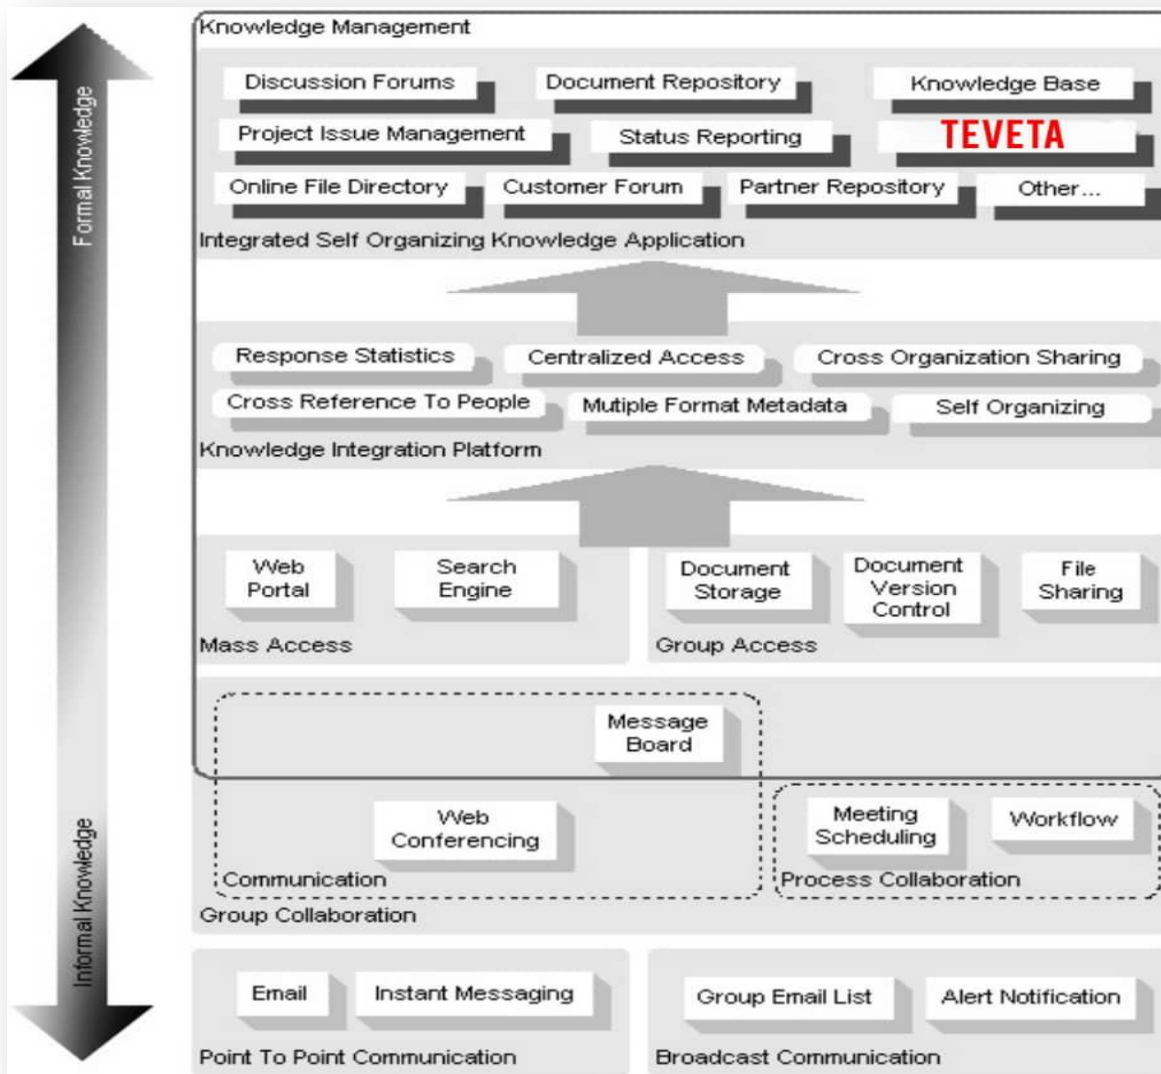 Knowledge Management
Discussion Forums
Document Repository
Knowledge Base
Project Issue Management
Status Reporting
TEVETA
Online File Directory
Customer Forum
Partner Repository
Other...
Integrated Self Organizing Knowledge Application
Response Statistics
Centralized Access
Cross Organization Sharing
Cross Reference To People
Mutiple Format Metadata
Self Organizing
Knowledge Integration Platform
Web
Portal
Search
Engine
Mass Access
Document
Storage
Document
Version
Control
File
Sharing
Group Access
Message
Board
Web
Conferencing
Communication
Meeting
Scheduling
Workflow
Process Collaboration
Group Collaboration
Email
Instant Messaging
Point To Point Communication
Group Email List
Alert Notification
Broadcast Communication
Formal Knowledge
Informal Knowledge